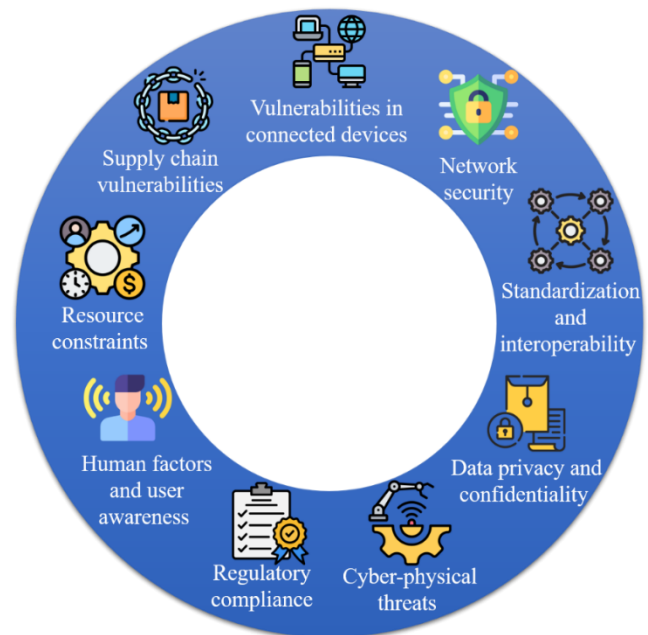 Vulnerabilities in
connected devices
Network
security
Standardization
and
interoperability
Data privacy and
confidentiality
Cyber-physical
threats
Regulatory
compliance
Human factors
and user
awareness
Resource
constraints
Supply chain
vulnerabilities
$